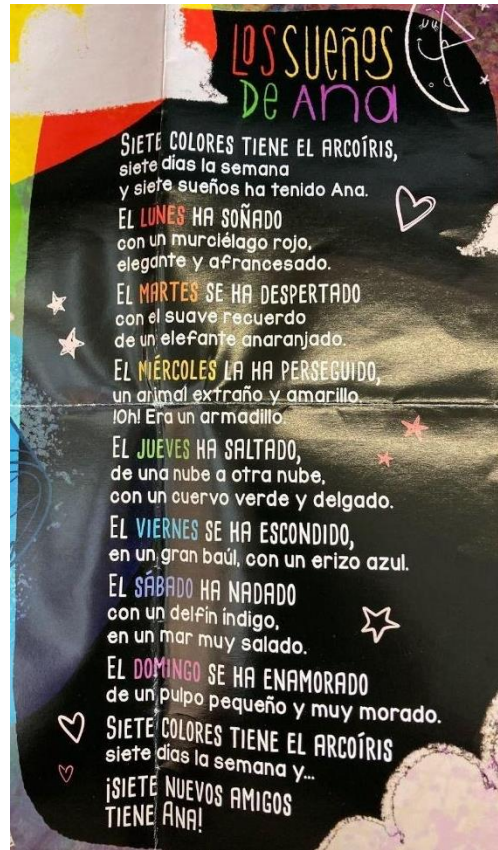 LOS SUEÑOS
DE ANA
SIETE COLORES TIENE EL ARCOÍRIS,
siete días la semana
y siete sueños ha tenido Ana.
EL LUNES HA SOÑADO
con un murciélago rojo,
elegante y afrancesado.
EL MARTES SE HA DESPERTADO
con el suave recuerdo
de un elefante anaranjado.
EL MIÉRCOLES LA HA PERSEGUIDO,
un animal extraño y amarillo.
¡Oh! Era un armadillo.
EL JUEVES HA SALTADO,
de una nube a otra nube,
con un cuervo verde y delgado.
EL VIERNES SE HA ESCONDIDO,
en un gran baúl, con un erizo azul.
EL SÁBADO HA NADADO
con un delfín índigo,
en un mar muy salado.
EL DOMINGO SE HA ENAMORADO
de un pulpo pequeño y muy morado.
SIETE COLORES TIENE EL ARCOÍRIS
siete días la semana y...
¡SIETE NUEVOS AMIGOS
TIENE ANA!